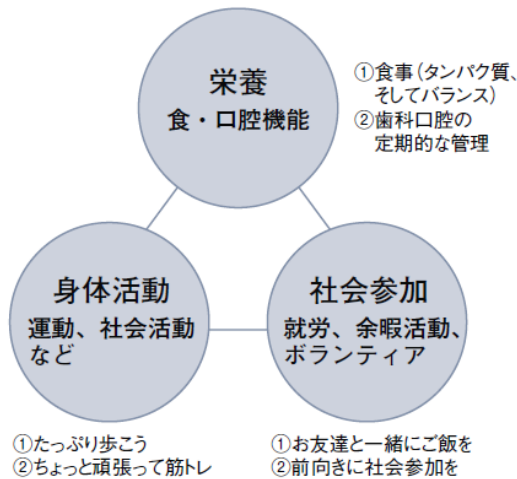 栄養
食・口腔機能
①食事（タンパク質、
そしてバランス）
②歯科口腔の
定期的な管理
身体活動
運動、社会活動
など
①たっぷり歩こう
②ちょっと頑張って筋トレ
社会参加
就労、余暇活動、
ボランティア
①お友達と一緒にご飯を
②前向きに社会参加を